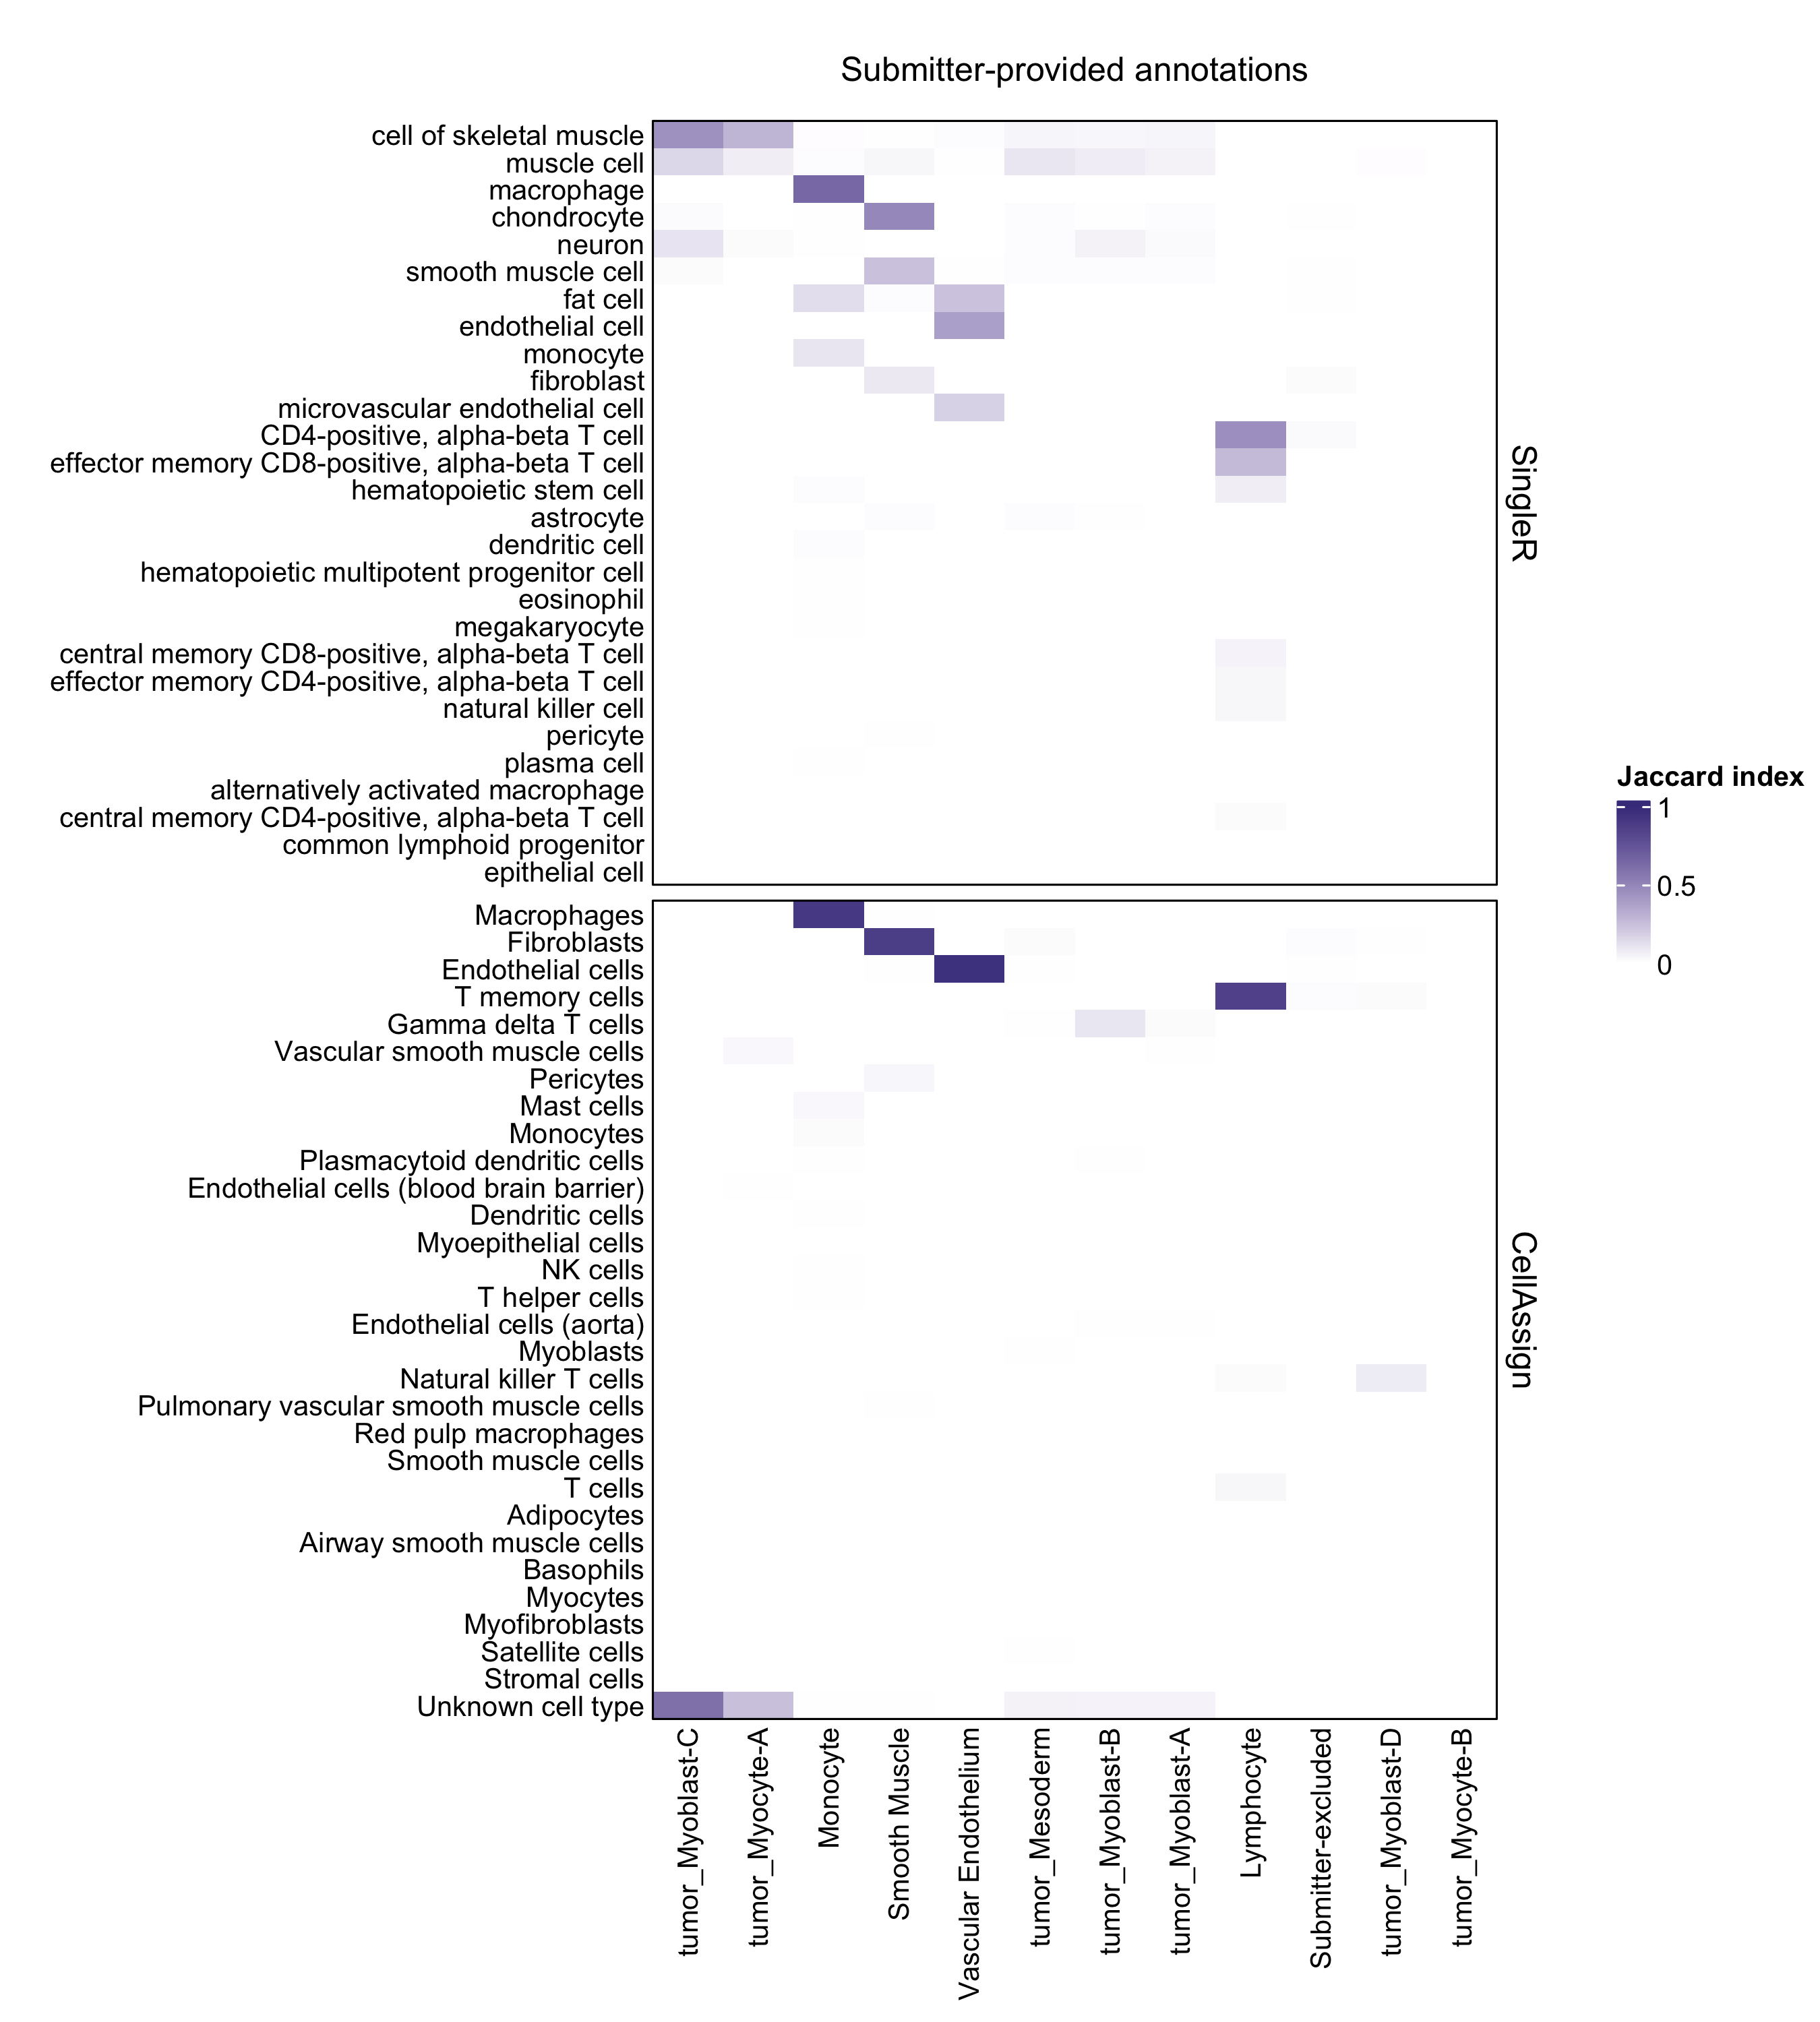 Submitter-provided annotations
cell of skeletal muscle
muscle cell
macrophage
chondrocyte
neuron
smooth muscle cell
fat cell
endothelial cell
monocyte
fibroblast
microvascular endothelial cell
CD4-positive, alpha-beta T cell
effector memory CD8-positive, alpha-beta T cell
hematopoietic stem cell
astrocyte
dendritic cell
hematopoietic multipotent progenitor cell
eosinophil
megakaryocyte
central memory CD8-positive, alpha-beta T cell
effector memory CD4-positive, alpha-beta T cell
natural killer cell
pericyte
plasma cell
alternatively activated macrophage
central memory CD4-positive, alpha-beta T cell
common lymphoid progenitor
epithelial cell
SingleR
Macrophages
Fibroblasts
Endothelial cells
T memory cells
Gamma delta T cells
Vascular smooth muscle cells
Pericytes
Mast cells
Monocytes
Plasmacytoid dendritic cells
Endothelial cells (blood brain barrier)
Dendritic cells
Myoepithelial cells
NK cells
T helper cells
Endothelial cells (aorta)
Myoblasts
Natural killer T cells
Pulmonary vascular smooth muscle cells
Red pulp macrophages
Smooth muscle cells
T cells
Adipocytes
Airway smooth muscle cells
Basophils
Myocytes
Myofibroblasts
Satellite cells
Stromal cells
Unknown cell type
CellAssign
tumor_Myoblast-C
tumor_Myocyte-A
Monocyte
Smooth Muscle
Vascular Endothelium
tumor_Mesoderm
tumor_Myoblast-B
tumor_Myoblast-A
Lymphocyte
Submitter-excluded
tumor_Myoblast-D
tumor_Myocyte-B
Jaccard index
1
0.5
0